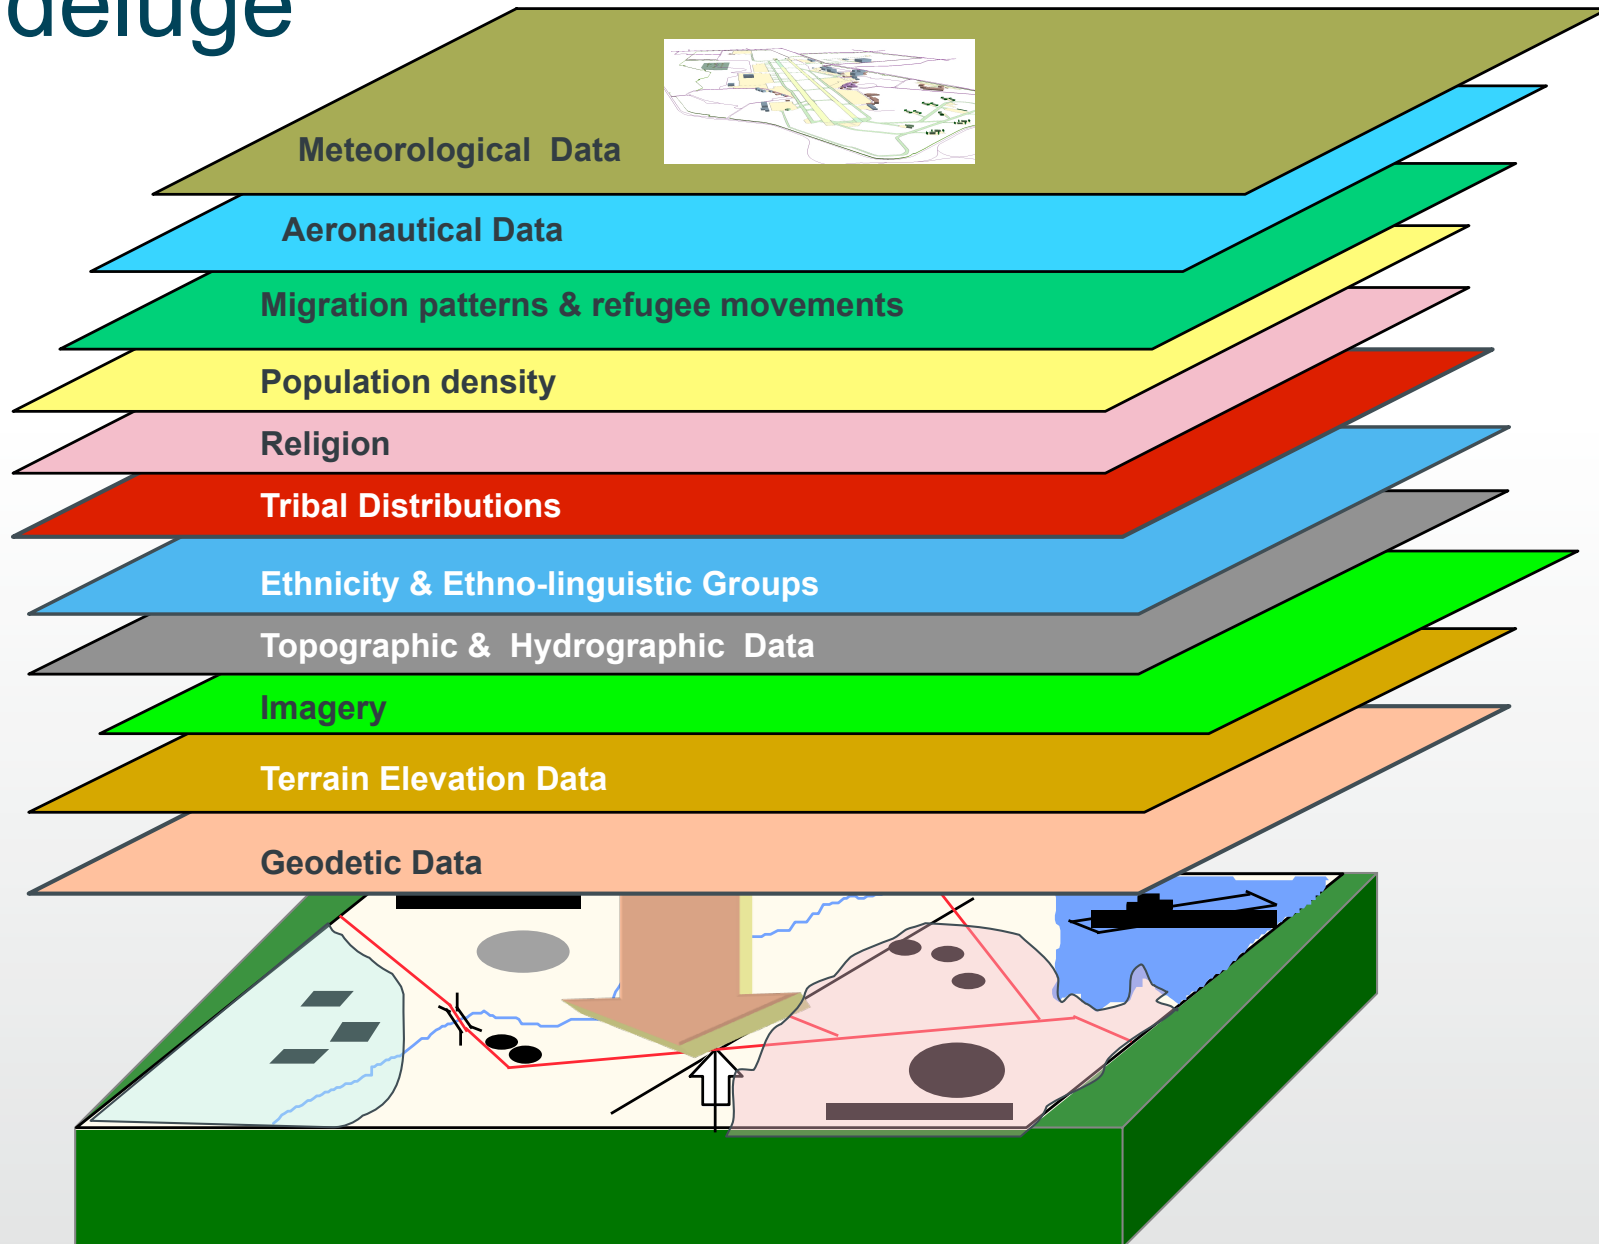 deluge
Meteorological  Data
Aeronautical Data
Migration patterns & refugee movements
Population density
Religion
Tribal Distributions
Ethnicity & Ethno-linguistic Groups
Topographic &  Hydrographic  Data
Imagery
Terrain Elevation Data
Geodetic Data